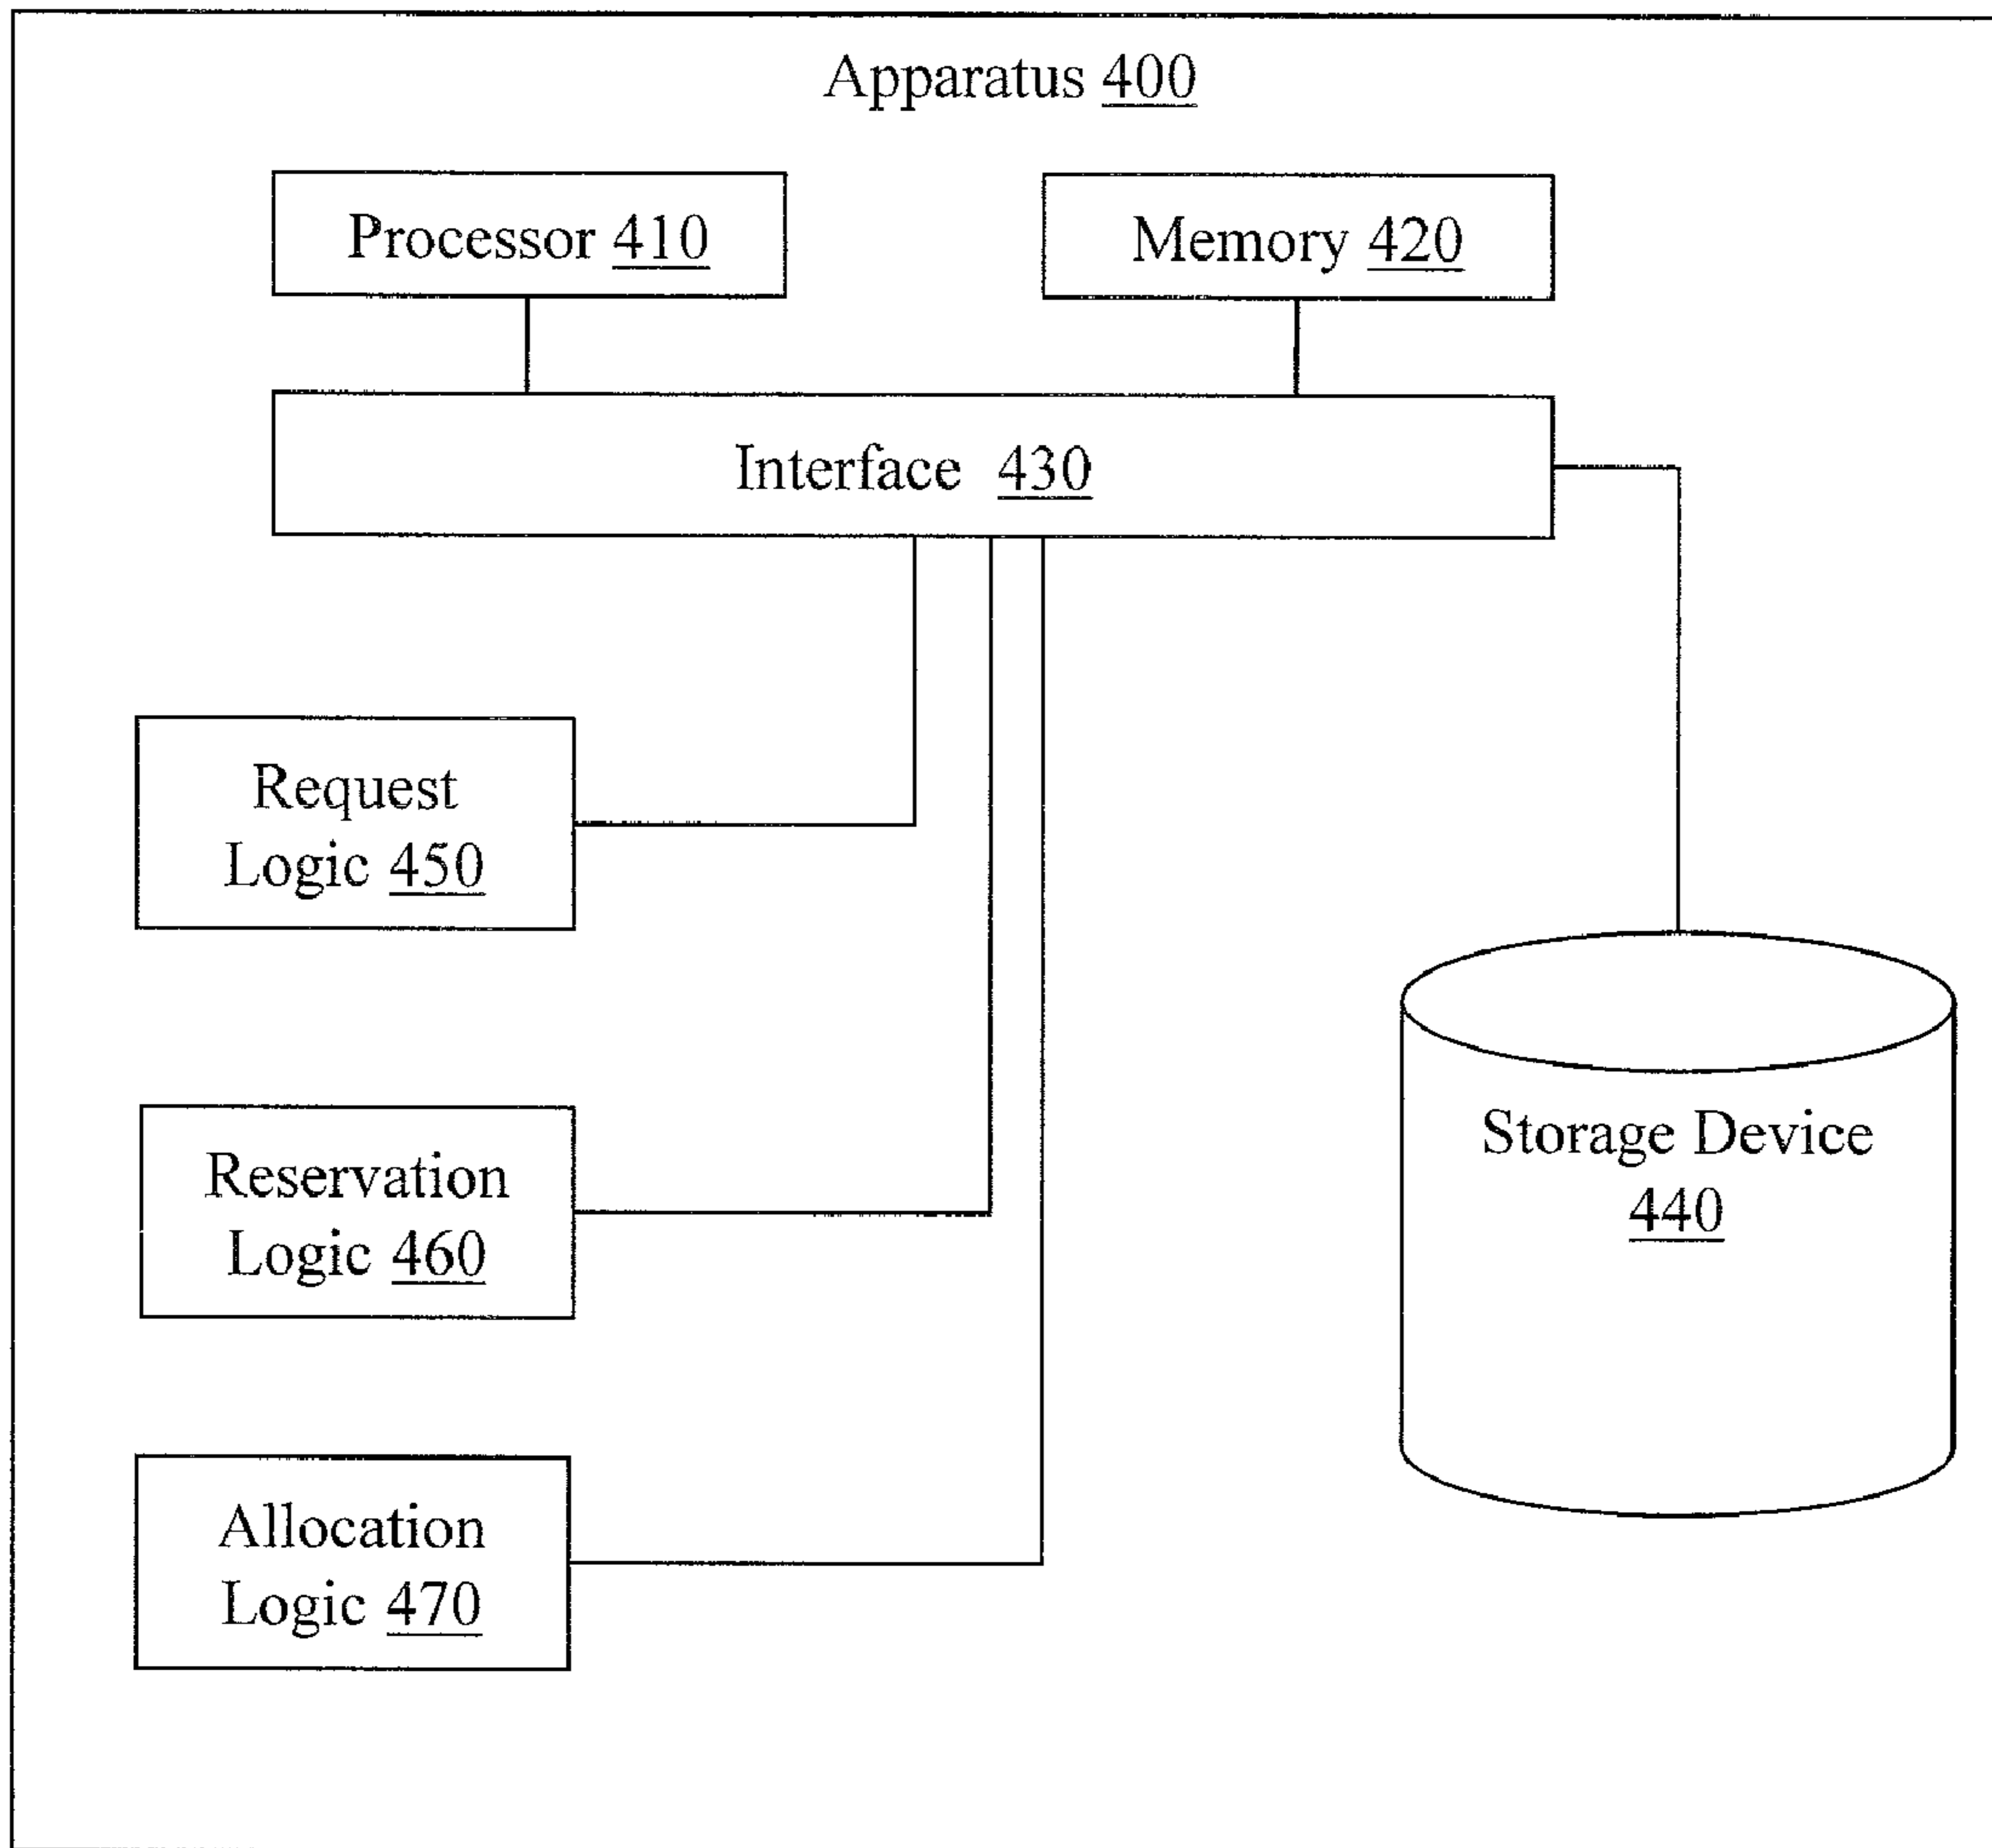 Apparatus 400
Processor 410
Memory 420
Interface 430
Request
Logic 450
Reservation
Logic 460
Storage Device
440
Allocation
Logic 470